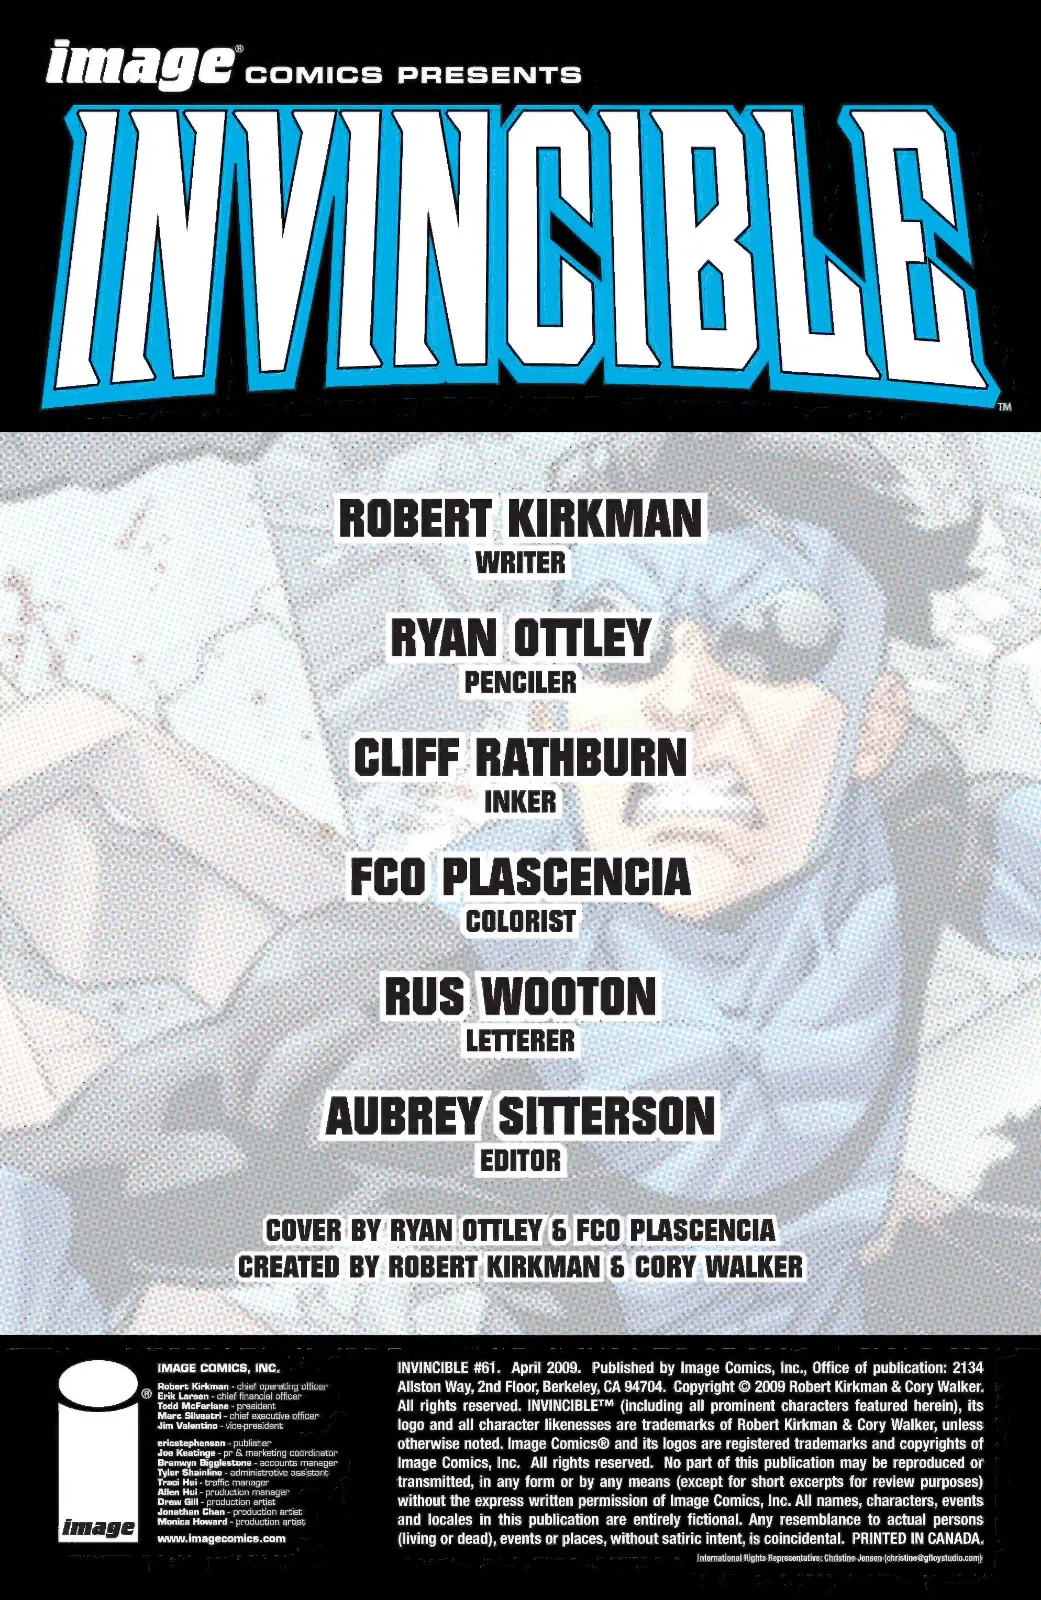 image® COMICS PRESENTS
INVINCIBLE™
ROBERT KIRKMAN
WRITER
RYAN OTTLEY
PENCILER
CLIFF RATHBURN
INKER
FCO PLASCENCIA
COLORIST
RUS WOOTON
LETTERER
AUBREY SITTERSON
EDITOR
COVER BY RYAN OTTLEY & FCO PLASCENCIA
CREATED BY ROBERT KIRKMAN & CORY WALKER
®
image
IMAGE COMICS, INC.
Robert Kirkman - chief operating officer
Erik Larsen - chief financial officer
Todd McFarlane - president
Marc Silvestri - chief executive officer
Jim Valentino - vice-president
ericstephenson - publisher
Joe Keatinge - pr & marketing coordinator
Branwyn Bigglestone - accounts manager
Tyler Shainline - administrative assistant
Traci Hui - traffic manager
Allen Hui - production manager
Drew Gill - production artist
Jonathan Chan - production artist
Monica Howard - production artist
www.imagecomics.com
INVINCIBLE #61. April 2009. Published by Image Comics, Inc., Office of publication: 2134
Allston Way, 2nd Floor, Berkeley, CA 94704. Copyright © 2009 Robert Kirkman & Cory Walker.
All rights reserved. INVINCIBLE™ (including all prominent characters featured herein), its
logo and all character likenesses are trademarks of Robert Kirkman & Cory Walker, unless
otherwise noted. Image Comics® and its logos are registered trademarks and copyrights of
Image Comics, Inc. All rights reserved. No part of this publication may be reproduced or
transmitted, in any form or by any means (except for short excerpts for review purposes)
without the express written permission of Image Comics, Inc. All names, characters, events
and locales in this publication are entirely fictional. Any resemblance to actual persons
(living or dead), events or places, without satiric intent, is coincidental. PRINTED IN CANADA.
International Rights Representative: Christine Jensen (christine@gfloystudio.com)